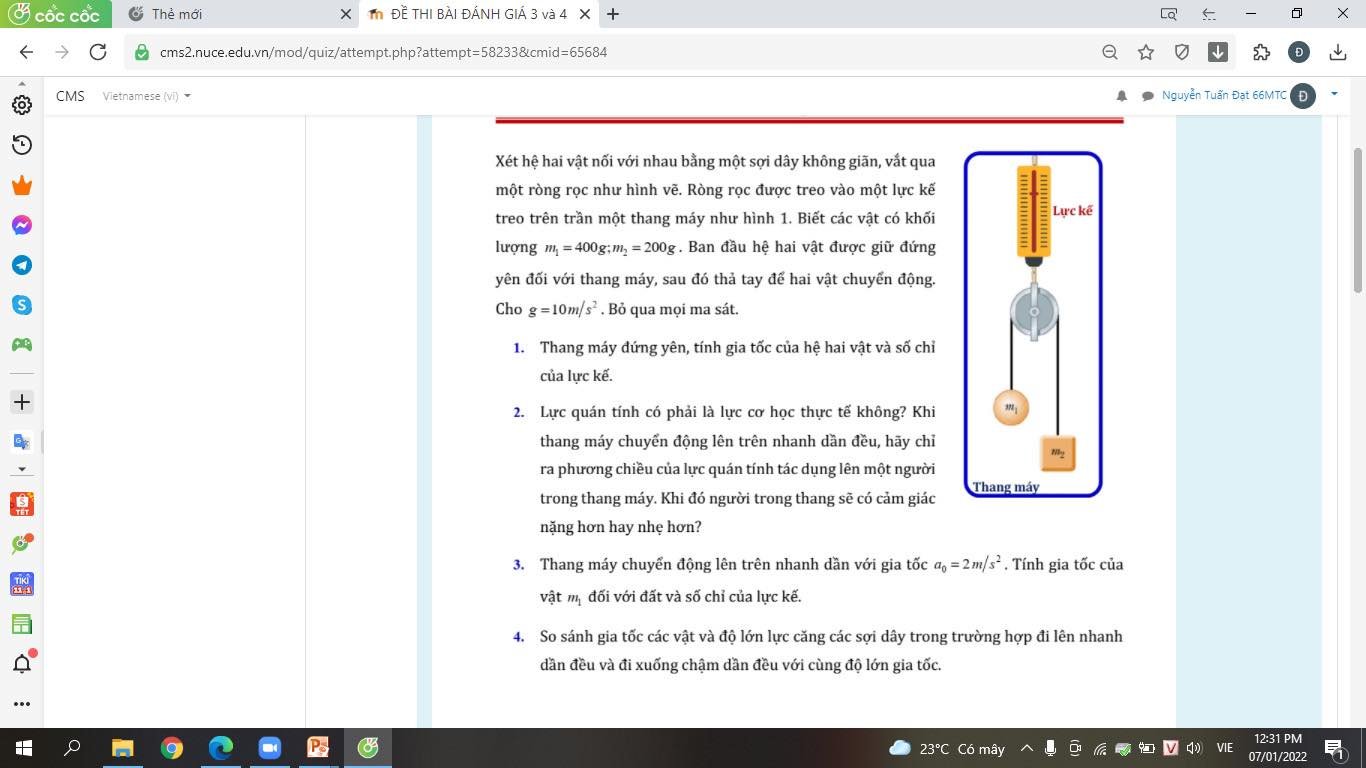 cốc cốc
Thẻ mới
ĐỀ THI BÀI ĐÁNH GIÁ 3 và 4
cms2.nuce.edu.vn/mod/quiz/attempt.php?attempt=58233&cmid=65684
Đ
CMS
Vietnamese (vi)
Nguyễn Tuấn Đạt 66MTC
Đ
Xét hệ hai vật nối với nhau bằng một sợi dây không giãn, vắt qua
một ròng rọc như hình vẽ. Ròng rọc được treo vào một lực kế
treo trên trần một thang máy như hình 1. Biết các vật có khối
lượng m₁ = 400g; m₂ = 200g . Ban đầu hệ hai vật được giữ đứng
yên đối với thang máy, sau đó thả tay để hai vật chuyển động.
Cho g = 10m/s² . Bỏ qua mọi ma sát.
1. Thang máy đứng yên, tính gia tốc của hệ hai vật và số chỉ
của lực kế.
2. Lực quán tính có phải là lực cơ học thực tế không? Khi
thang máy chuyển động lên trên nhanh dần đều, hãy chỉ
ra phương chiều của lực quán tính tác dụng lên một người
trong thang máy. Khi đó người trong thang sẽ có cảm giác
nặng hơn hay nhẹ hơn?
Lực kế
m₁
m₂
Thang máy
3. Thang máy chuyển động lên trên nhanh dần với gia tốc a₀ = 2m/s² . Tính gia tốc của
vật m₁ đối với đất và số chỉ của lực kế.
4. So sánh gia tốc các vật và độ lớn lực căng các sợi dây trong trường hợp đi lên nhanh
dần đều và đi xuống chậm dần đều với cùng độ lớn gia tốc.
23°C Có mây
VIE
12:31 PM
07/01/2022